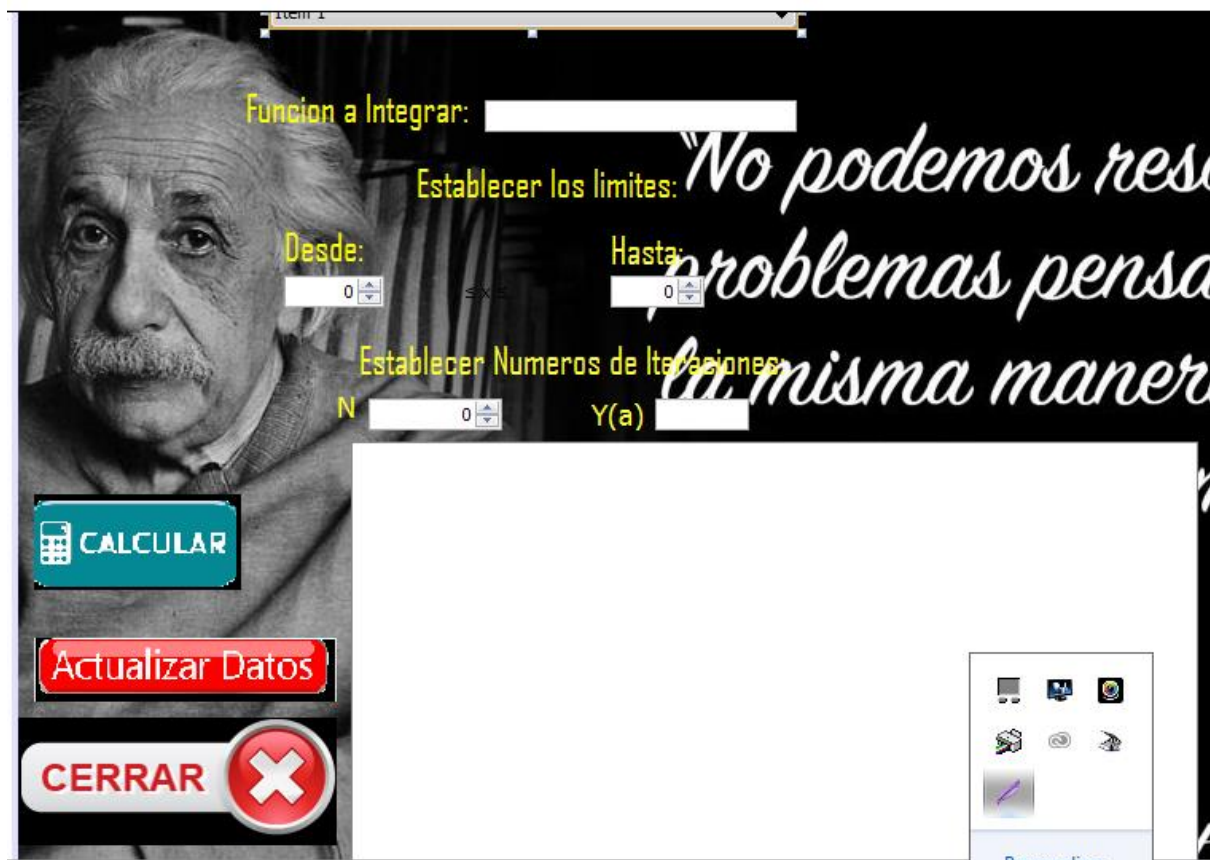 Item 1
Funcion a Integrar:
"No podemos reso
Establecer los limites:
Desde:
Hasta:
problemas pensa
0
≤ x ≤
0
Establecer Numeros de Iteraciones:
la misma maner
N
0
Y(a)
CALCULAR
Actualizar Datos
CERRAR